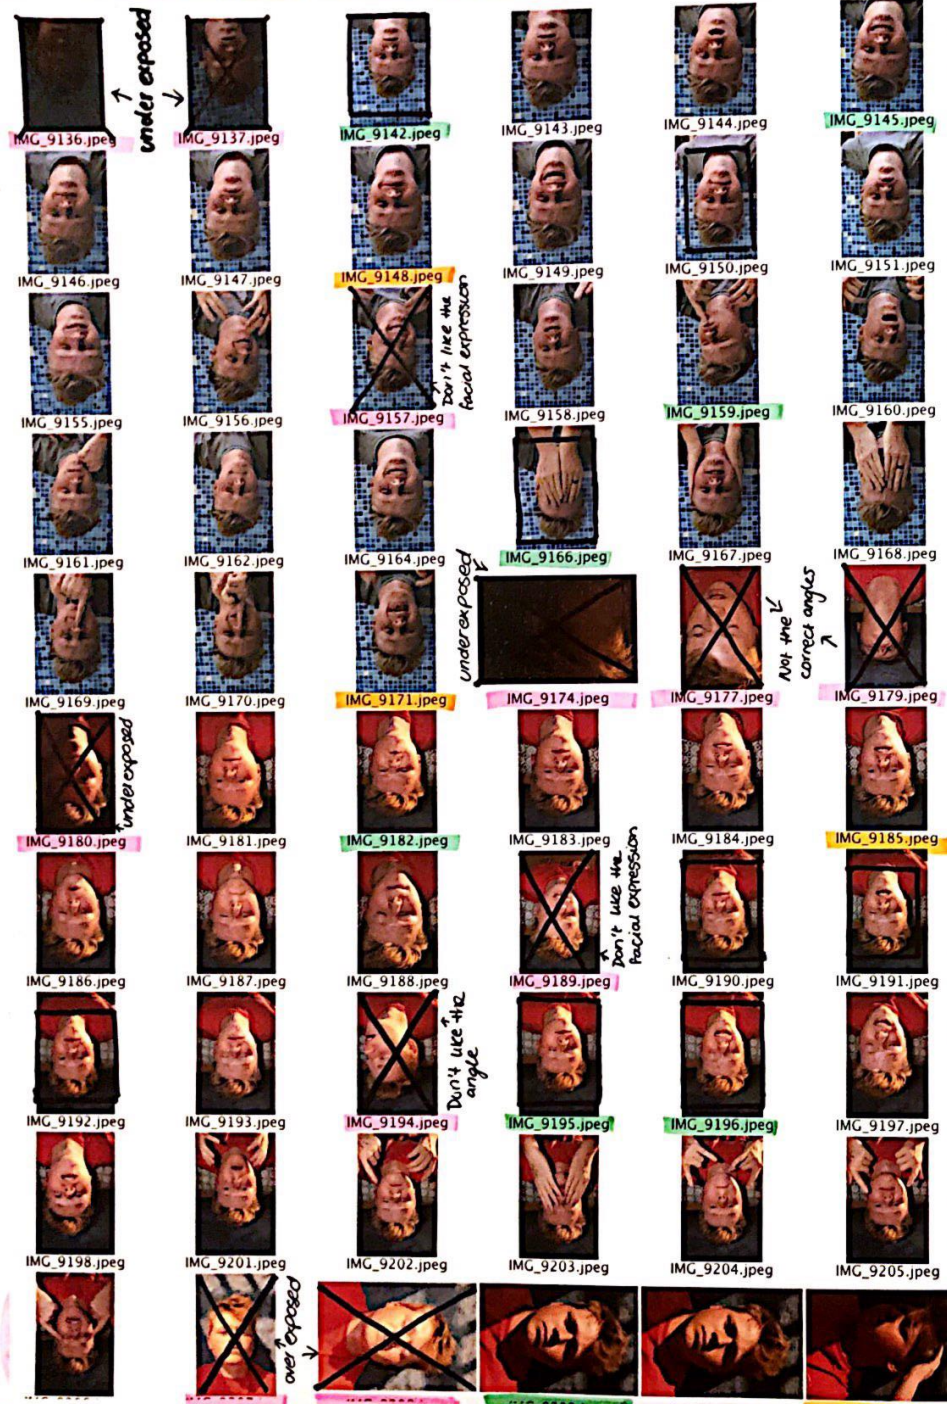 under exposed
IMG_9136.jpeg
IMG_9137.jpeg
IMG_9142.jpeg
IMG_9143.jpeg
IMG_9144.jpeg
IMG_9145.jpeg
IMG_9146.jpeg
IMG_9147.jpeg
IMG_9148.jpeg
IMG_9149.jpeg
IMG_9150.jpeg
IMG_9151.jpeg
Don't like the
facial expression
IMG_9155.jpeg
IMG_9156.jpeg
IMG_9157.jpeg
IMG_9158.jpeg
IMG_9159.jpeg
IMG_9160.jpeg
IMG_9161.jpeg
IMG_9162.jpeg
IMG_9164.jpeg
IMG_9166.jpeg
IMG_9167.jpeg
IMG_9168.jpeg
underexposed
Not the
correct angles
IMG_9169.jpeg
IMG_9170.jpeg
IMG_9171.jpeg
IMG_9174.jpeg
IMG_9177.jpeg
IMG_9179.jpeg
underexposed
IMG_9180.jpeg
IMG_9181.jpeg
IMG_9182.jpeg
IMG_9183.jpeg
IMG_9184.jpeg
IMG_9185.jpeg
Don't like the
facial expression
IMG_9186.jpeg
IMG_9187.jpeg
IMG_9188.jpeg
IMG_9189.jpeg
IMG_9190.jpeg
IMG_9191.jpeg
Don't like the
angle
IMG_9192.jpeg
IMG_9193.jpeg
IMG_9194.jpeg
IMG_9195.jpeg
IMG_9196.jpeg
IMG_9197.jpeg
IMG_9198.jpeg
IMG_9201.jpeg
IMG_9202.jpeg
IMG_9203.jpeg
IMG_9204.jpeg
IMG_9205.jpeg
over exposed